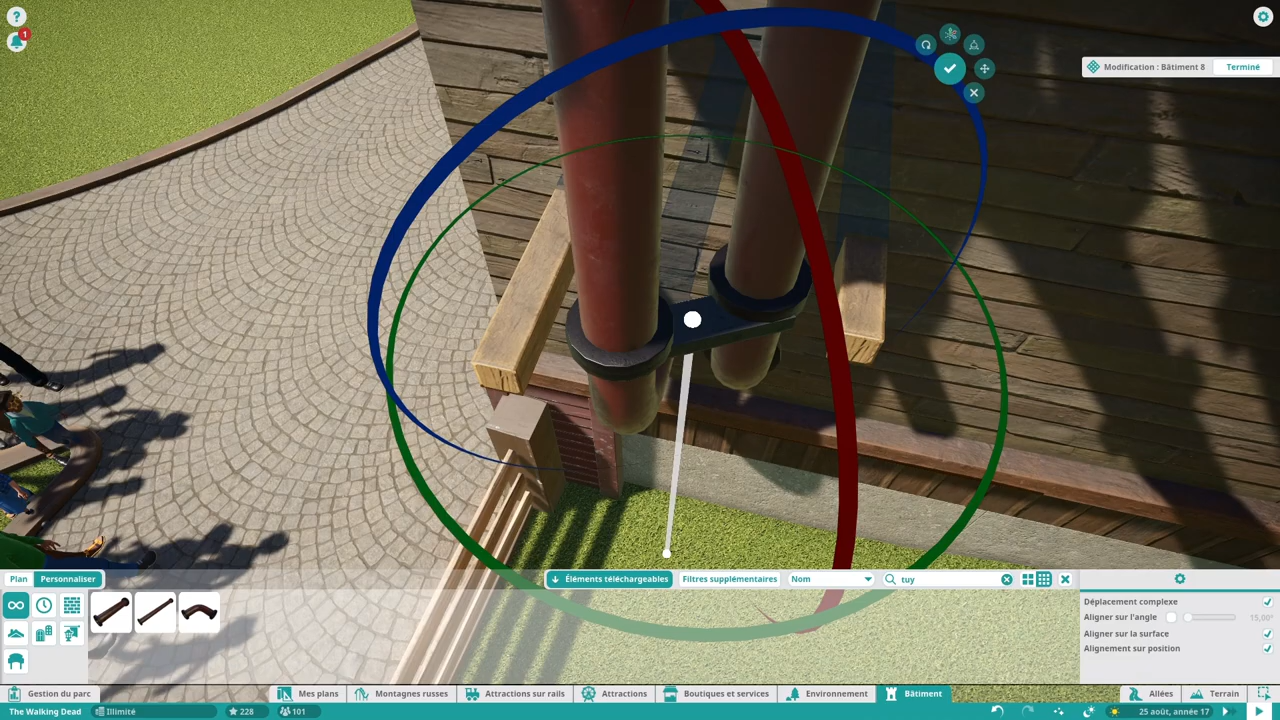 ?
1
Modification : Bâtiment 8
Terminé
Plan
Personnaliser
Éléments téléchargeables
Filtres supplémentaires
Nom
tuy
Déplacement complexe
Aligner sur l'angle
15,00°
Aligner sur la surface
Alignement sur position
Gestion du parc
Mes plans
Montagnes russes
Attractions sur rails
Attractions
Boutiques et services
Environnement
Bâtiment
Allées
Terrain
The Walking Dead
Illimité
228
101
25 août, année 17